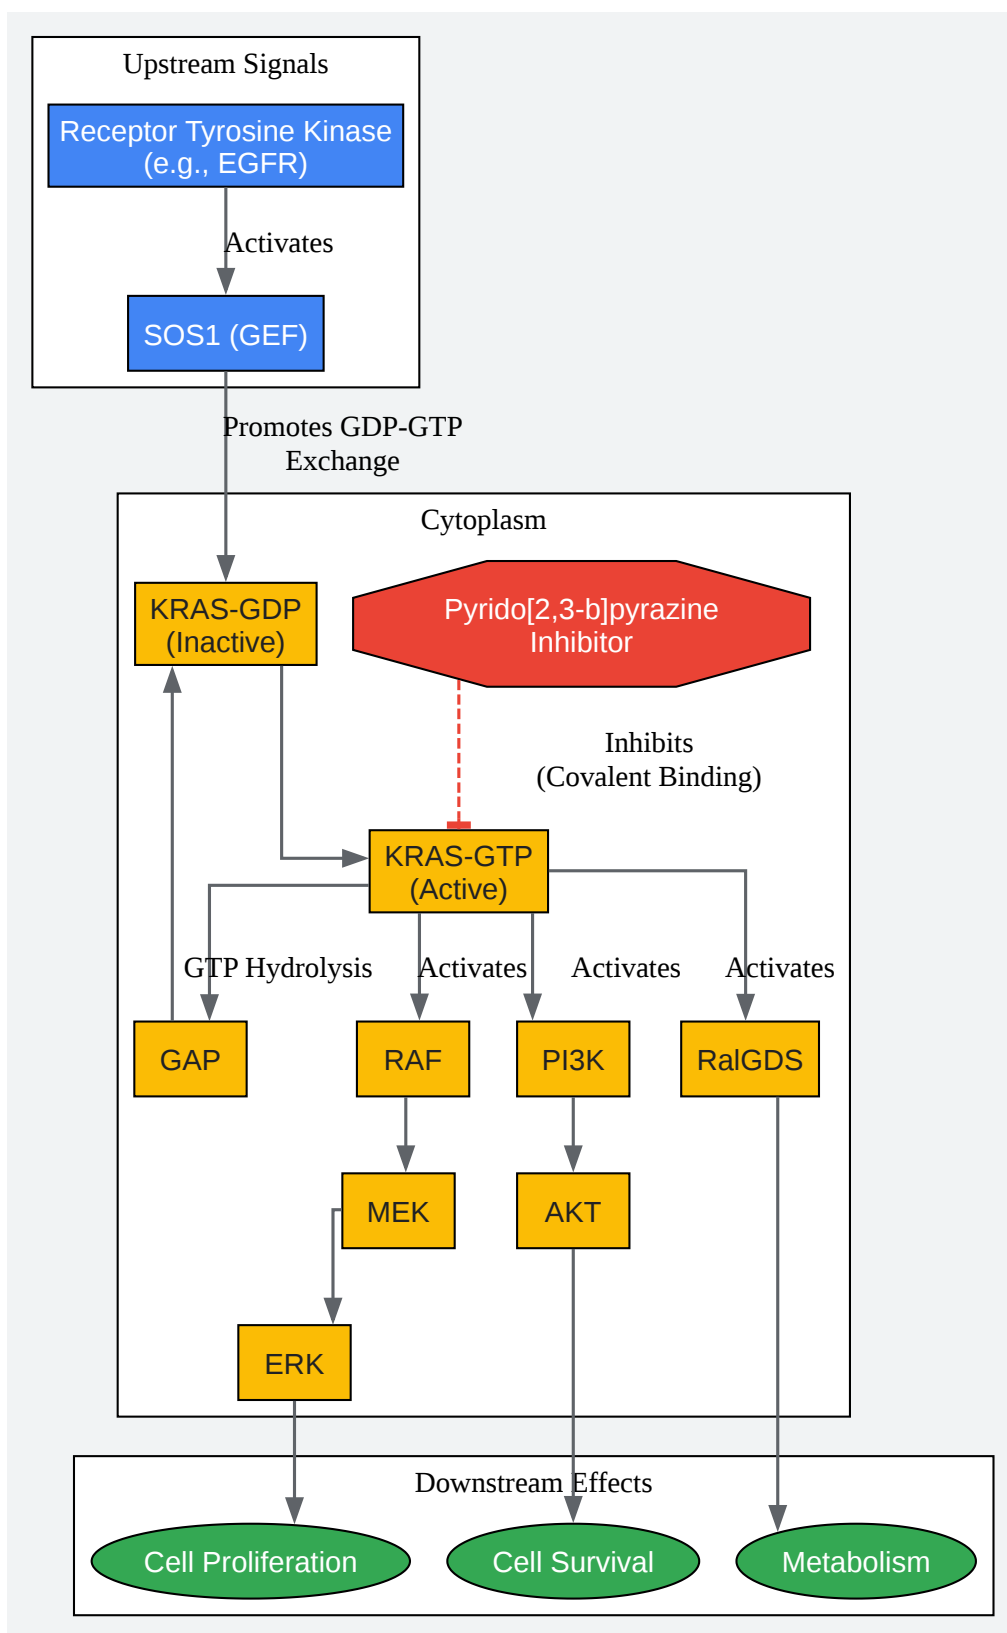 Upstream Signals
Receptor Tyrosine Kinase
(e.g., EGFR)
Activates
SOS1 (GEF)
Promotes GDP-GTP
Exchange
Cytoplasm
KRAS-GDP
(Inactive)
Pyrido[2,3-b]pyrazine
Inhibitor
Inhibits
(Covalent Binding)
KRAS-GTP
(Active)
GTP Hydrolysis
Activates
Activates
Activates
GAP
RAF
PI3K
RalGDS
MEK
AKT
ERK
Downstream Effects
Cell Proliferation
Cell Survival
Metabolism